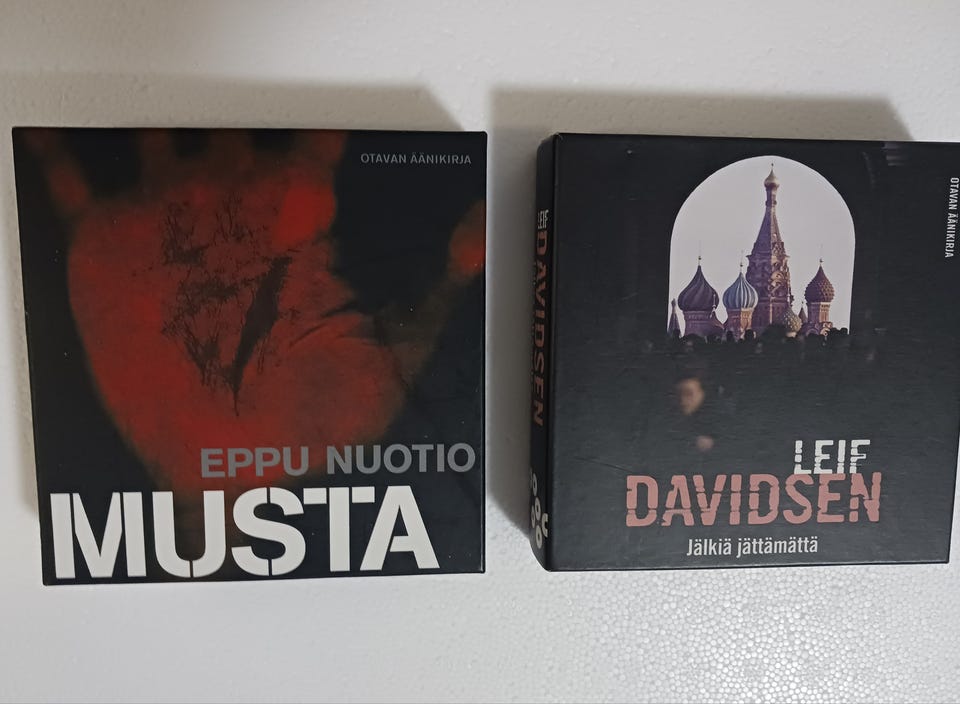 OTAVAN ÄÄNIKIRJA
EPPU NUOTIO
MUSTA
LEIF
DAVIDSEN
OTAVAN ÄÄNIKIRJA
LEIF
DAVIDSEN
Jälkiä jättämättä